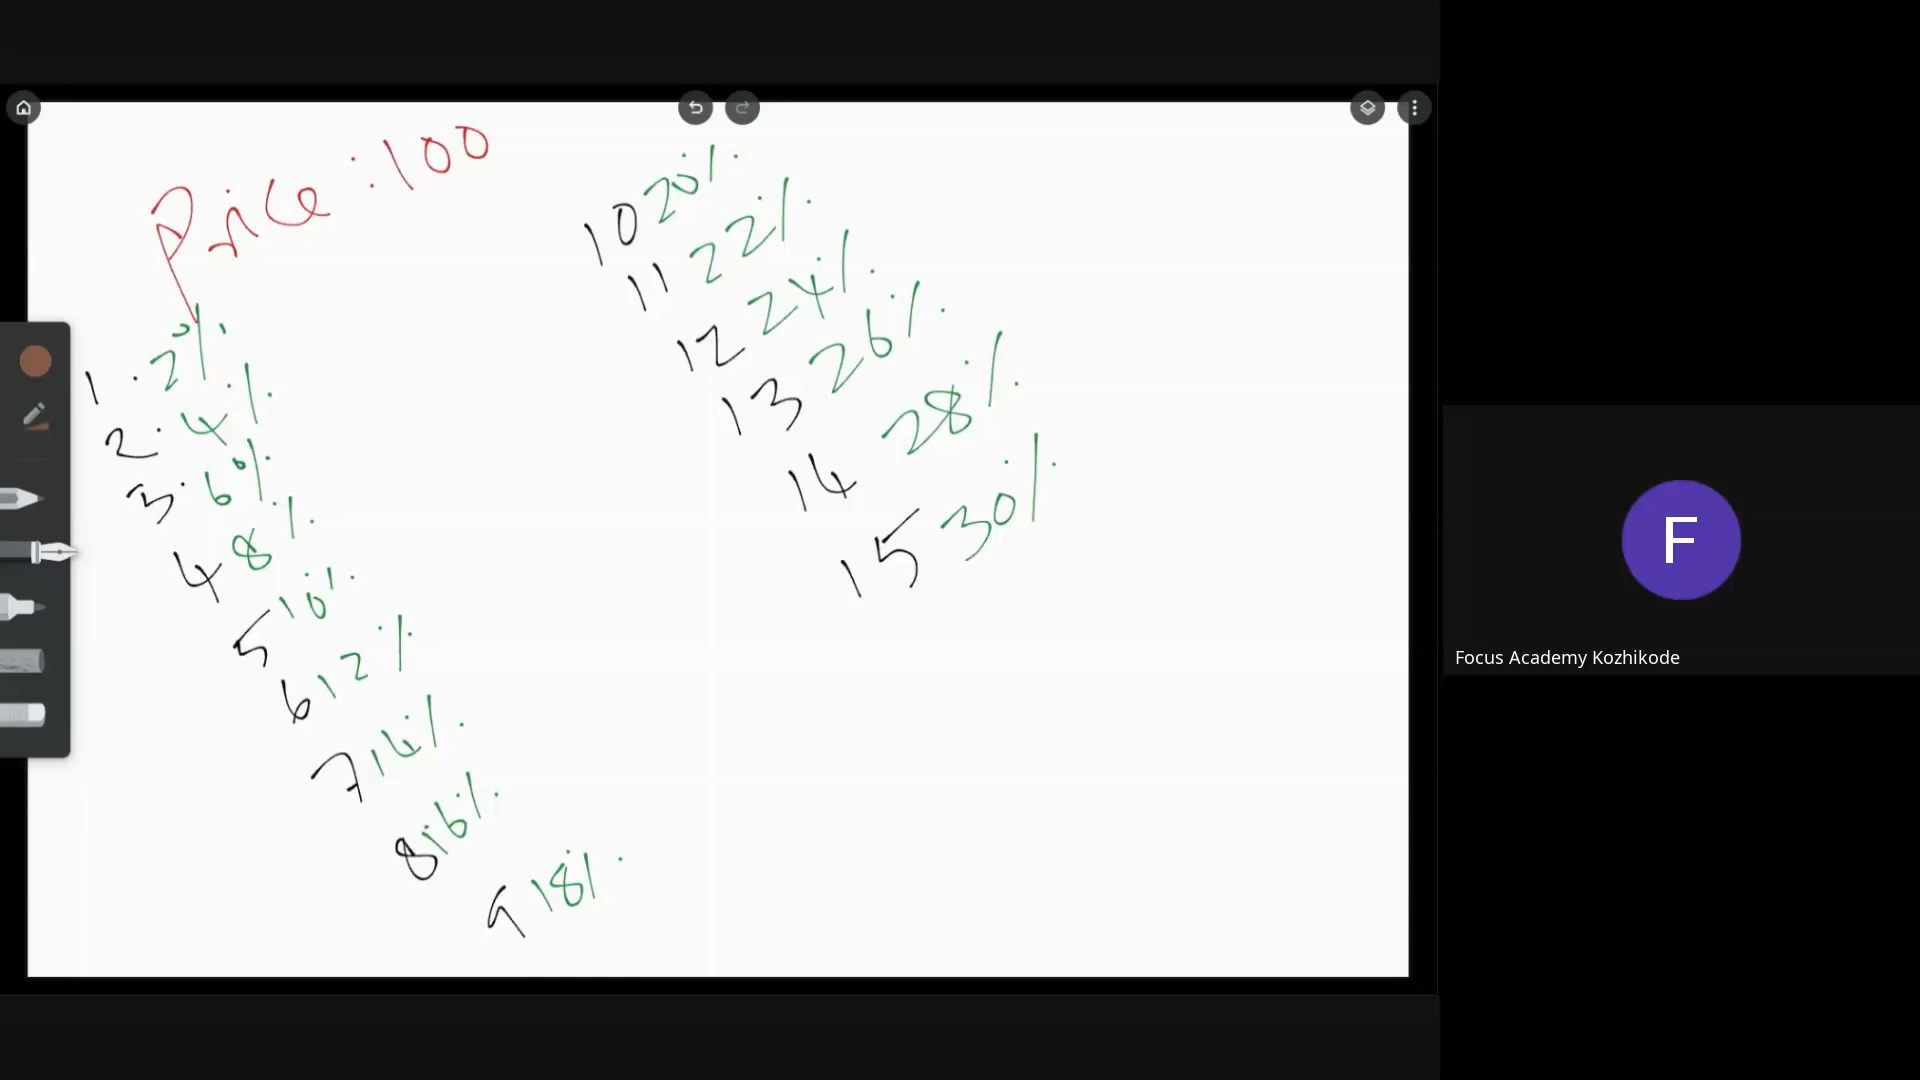 Price : 100
1 . 2%
2 . 4%
3 . 6%
4 8%
5 10%
6 12%
7 14%
8 16%
9 18%
10 20%
11 22%
12 24%
13 26%
14 28%
15 30%
F
Focus Academy Kozhikode